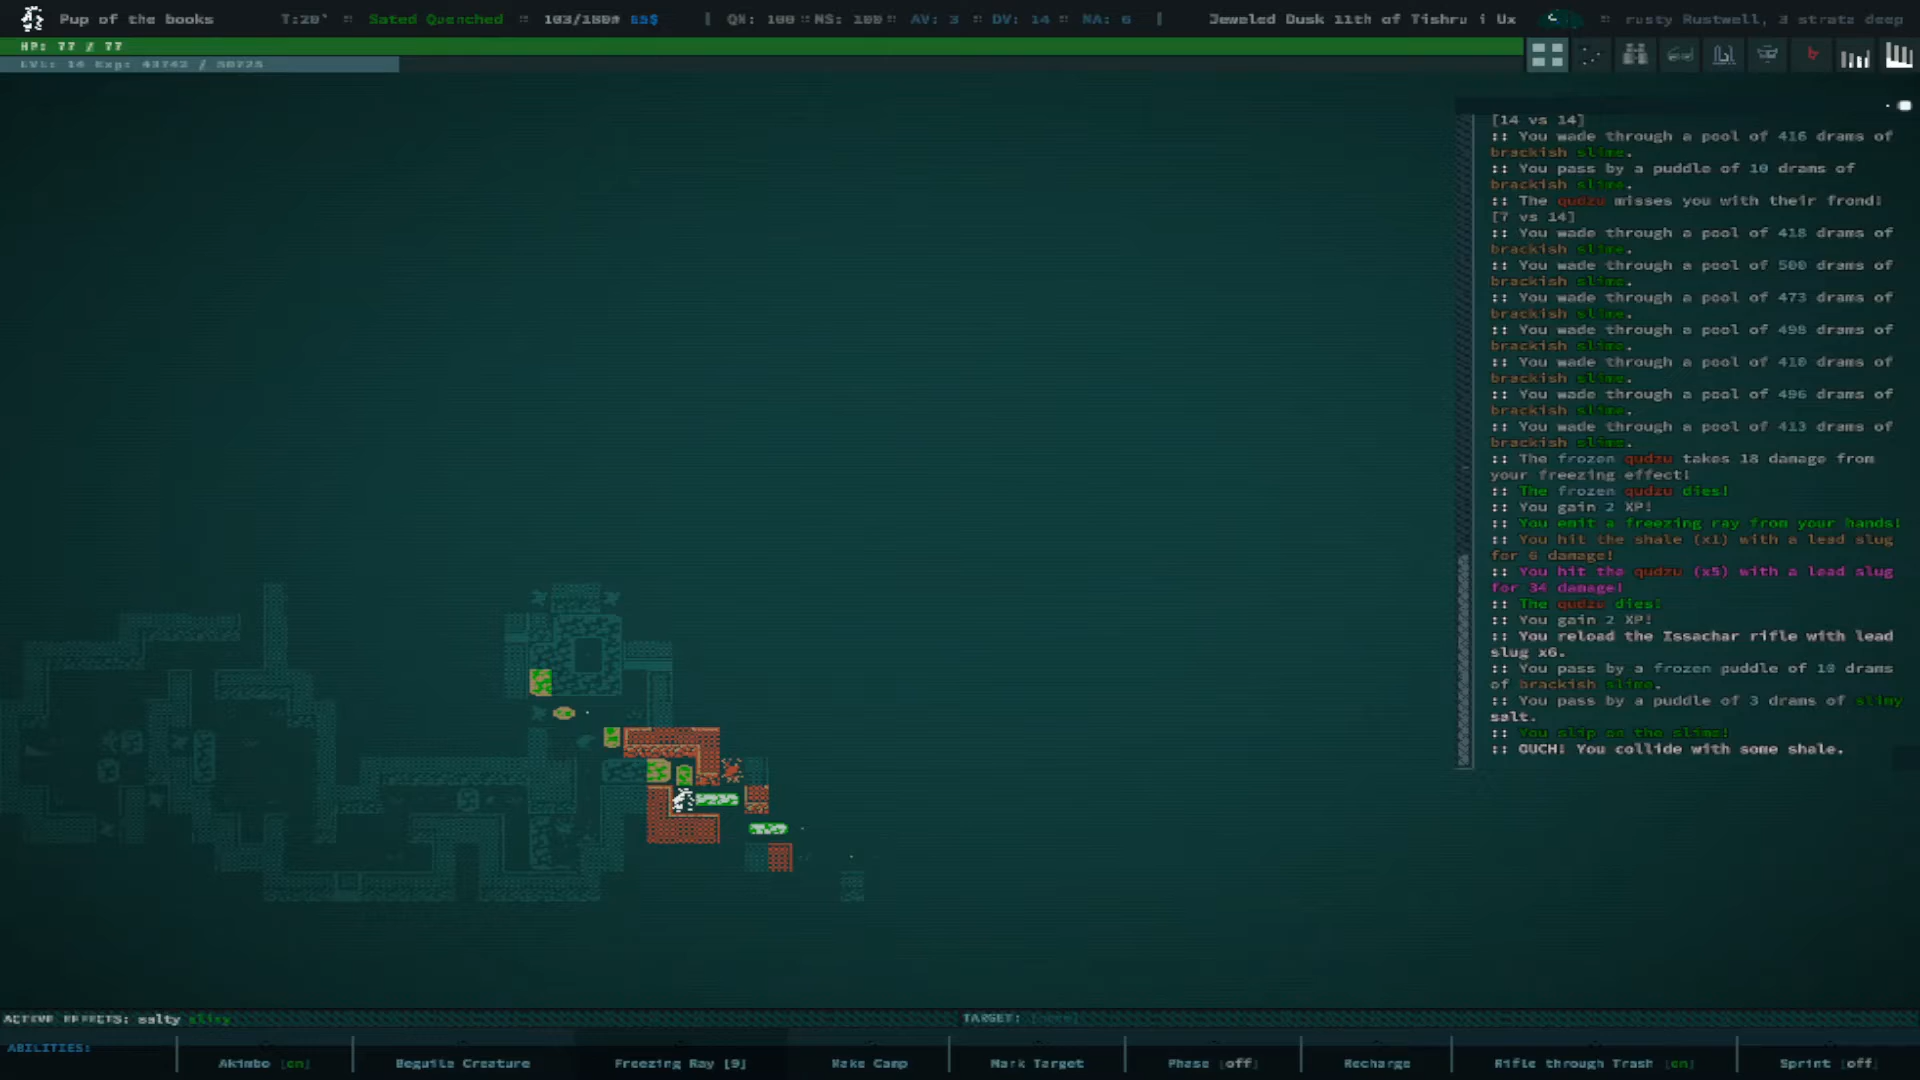 Pup of the books T:20° Sated Quenched 103/180# 65$ | QN: 100 MS: 100 AV: 3 DV: 14 MA: 6 | Jeweled Dusk 11th of Tishru i Ux rusty Rustwell, 3 strata deep
HP: 77 / 77
LVL: 14 Exp: 43742 / 50725
[14 vs 14]
:: You wade through a pool of 416 drams of
brackish slime.
:: You pass by a puddle of 10 drams of
brackish slime.
:: The qudzu misses you with their frond!
[7 vs 14]
:: You wade through a pool of 418 drams of
brackish slime.
:: You wade through a pool of 500 drams of
brackish slime.
:: You wade through a pool of 473 drams of
brackish slime.
:: You wade through a pool of 498 drams of
brackish slime.
:: You wade through a pool of 410 drams of
brackish slime.
:: You wade through a pool of 496 drams of
brackish slime.
:: You wade through a pool of 413 drams of
brackish slime.
:: The frozen qudzu takes 18 damage from
your freezing effect!
:: The frozen qudzu dies!
:: You gain 2 XP!
:: You emit a freezing ray from your hands!
:: You hit the shale (x1) with a lead slug
for 6 damage!
:: You hit the qudzu (x5) with a lead slug
for 34 damage!
:: The qudzu dies!
:: You gain 2 XP!
:: You reload the Issachar rifle with lead
slug x6.
:: You pass by a frozen puddle of 10 drams
of brackish slime.
:: You pass by a puddle of 3 drams of slimy
salt.
:: You slip on the slime!
:: OUCH! You collide with some shale.
ACTIVE EFFECTS: salty slimy TARGET: [none]
ABILITIES: Akimbo [on] Beguile Creature Freezing Ray [9] Make Camp Mark Target Phase [off] Recharge Rifle through Trash [on] Sprint [off]